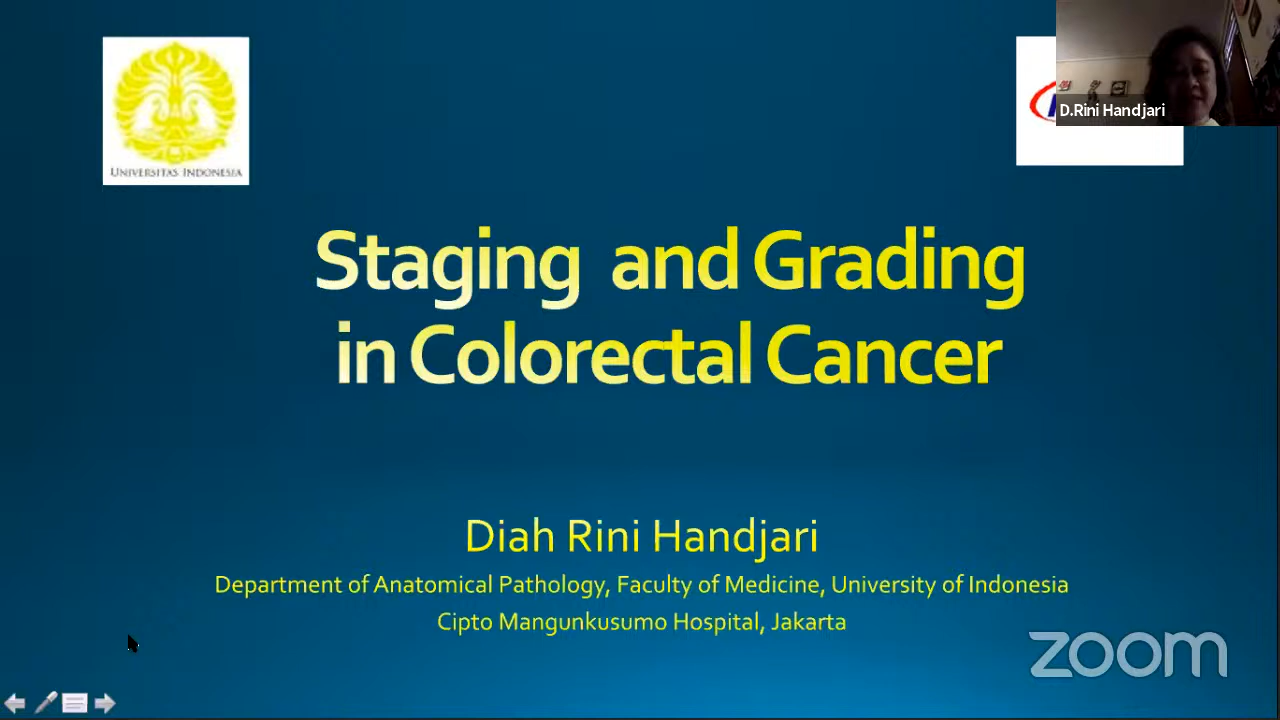 UNIVERSITAS INDONESIA
D.Rini Handjari
Staging and Grading
in Colorectal Cancer
Diah Rini Handjari
Department of Anatomical Pathology, Faculty of Medicine, University of Indonesia
Cipto Mangunkusumo Hospital, Jakarta
zoom